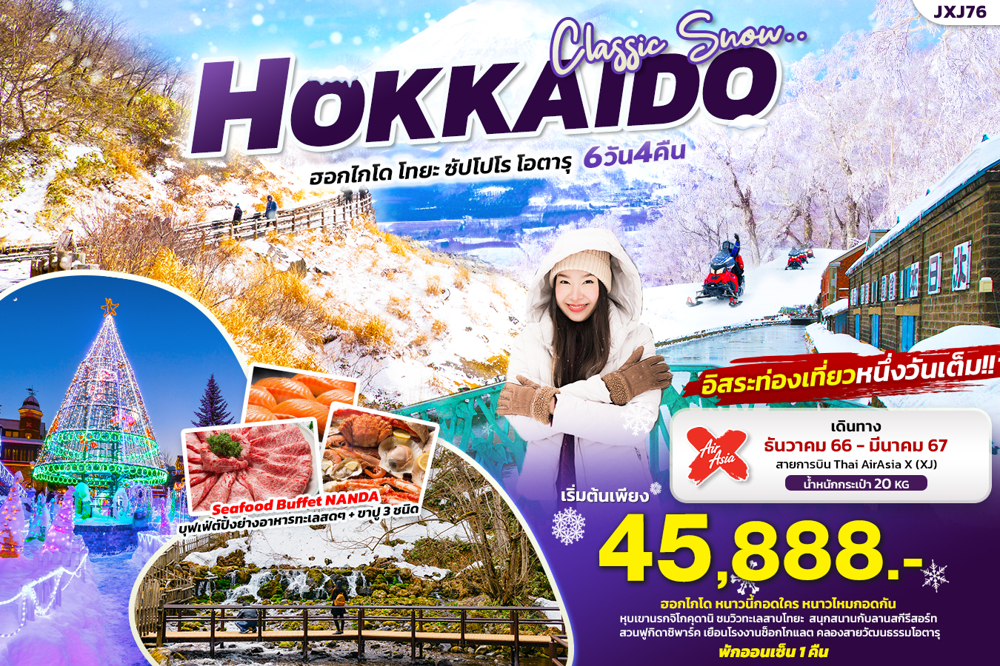 JXJ76
Classic Snow..
HOKKAIDO
ฮอกไกโด โทยะ ซัปโปโร โอตารุ 6วัน4คืน
อิสระท่องเที่ยวหนึ่งวันเต็ม!!
Air Asia X
เดินทาง
ธันวาคม 66 - มีนาคม 67
สายการบิน Thai AirAsia X (XJ)
น้ำหนักกระเป๋า 20 KG
Seafood Buffet NANDA
บุฟเฟ่ต์ปิ้งย่างอาหารทะเลสดๆ + ขาปู 3 ชนิด
เริ่มต้นเพียง
45,888.-
ฮอกไกโด หนาวนี้กอดใคร หนาวไหมกอดกัน
หุบเขานรกจิโกคุดานิ ชมวิวทะเลสาบโทยะ สนุกสนานกับลานสกีรีสอร์ท
สวนฟูกิดาชิพาร์ค เยือนโรงงานช็อกโกแลต คลองสายวัฒนธรรมโอตารุ
พักออนเซ็น 1 คืน